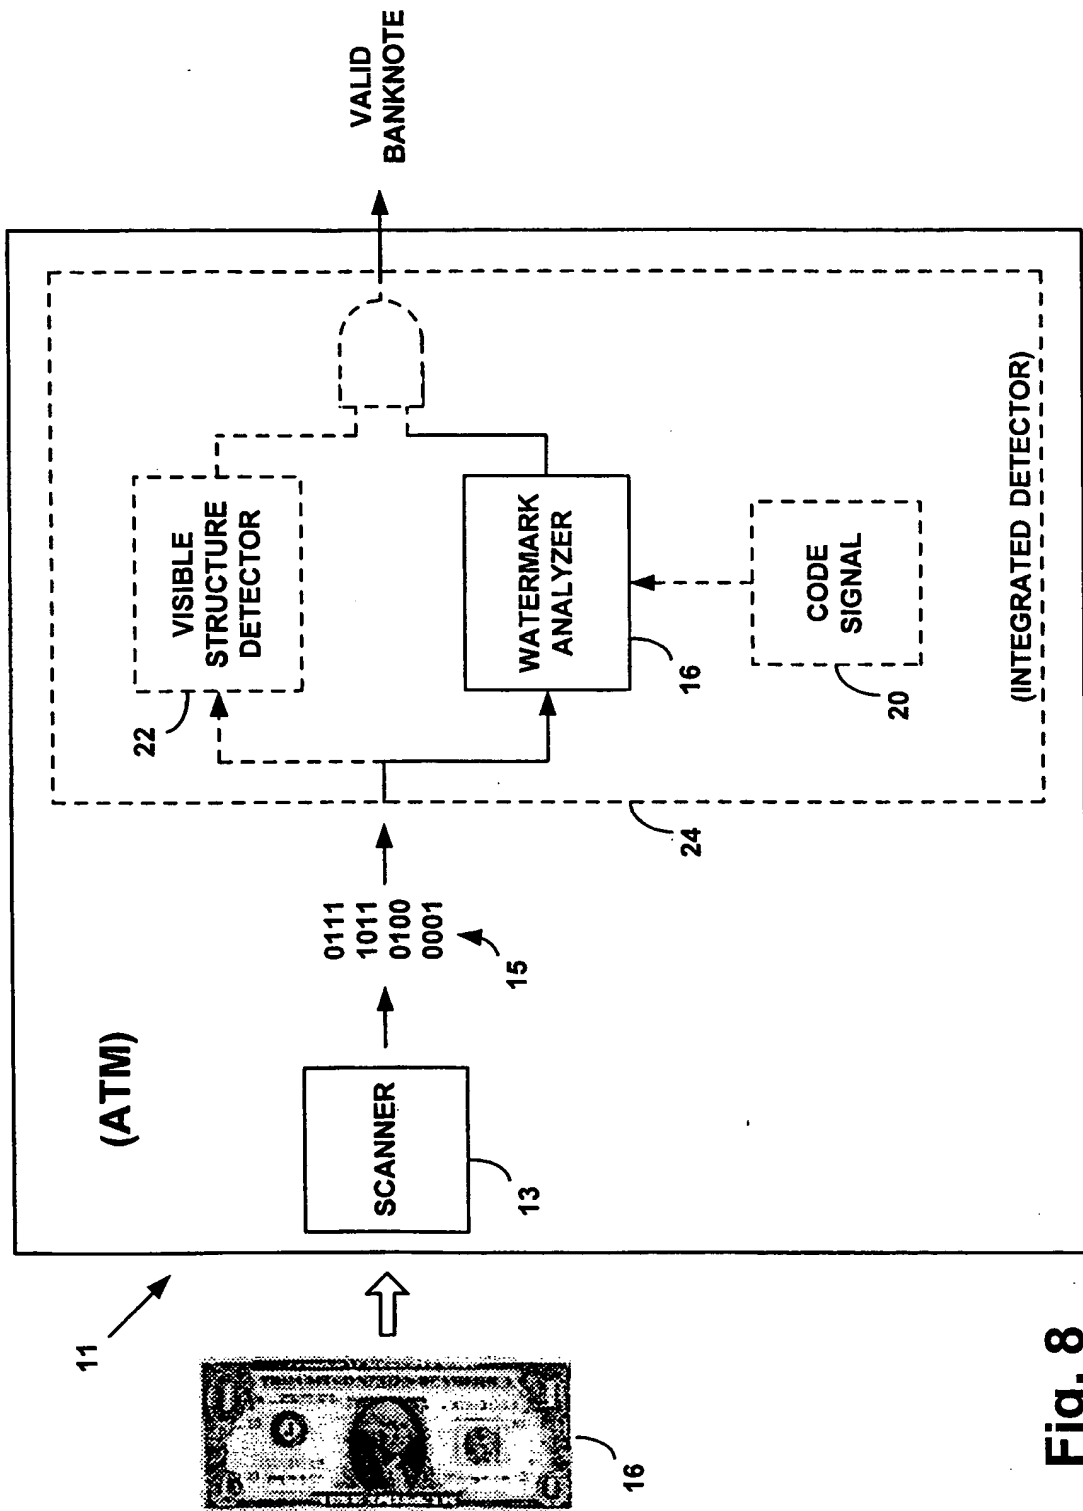 11
(ATM)
16
SCANNER
13
0111
1011
0100
0001
15
24
22
VISIBLE
STRUCTURE
DETECTOR
WATERMARK
ANALYZER
16
CODE
SIGNAL
20
(INTEGRATED DETECTOR)
VALID
BANKNOTE
Fig. 8